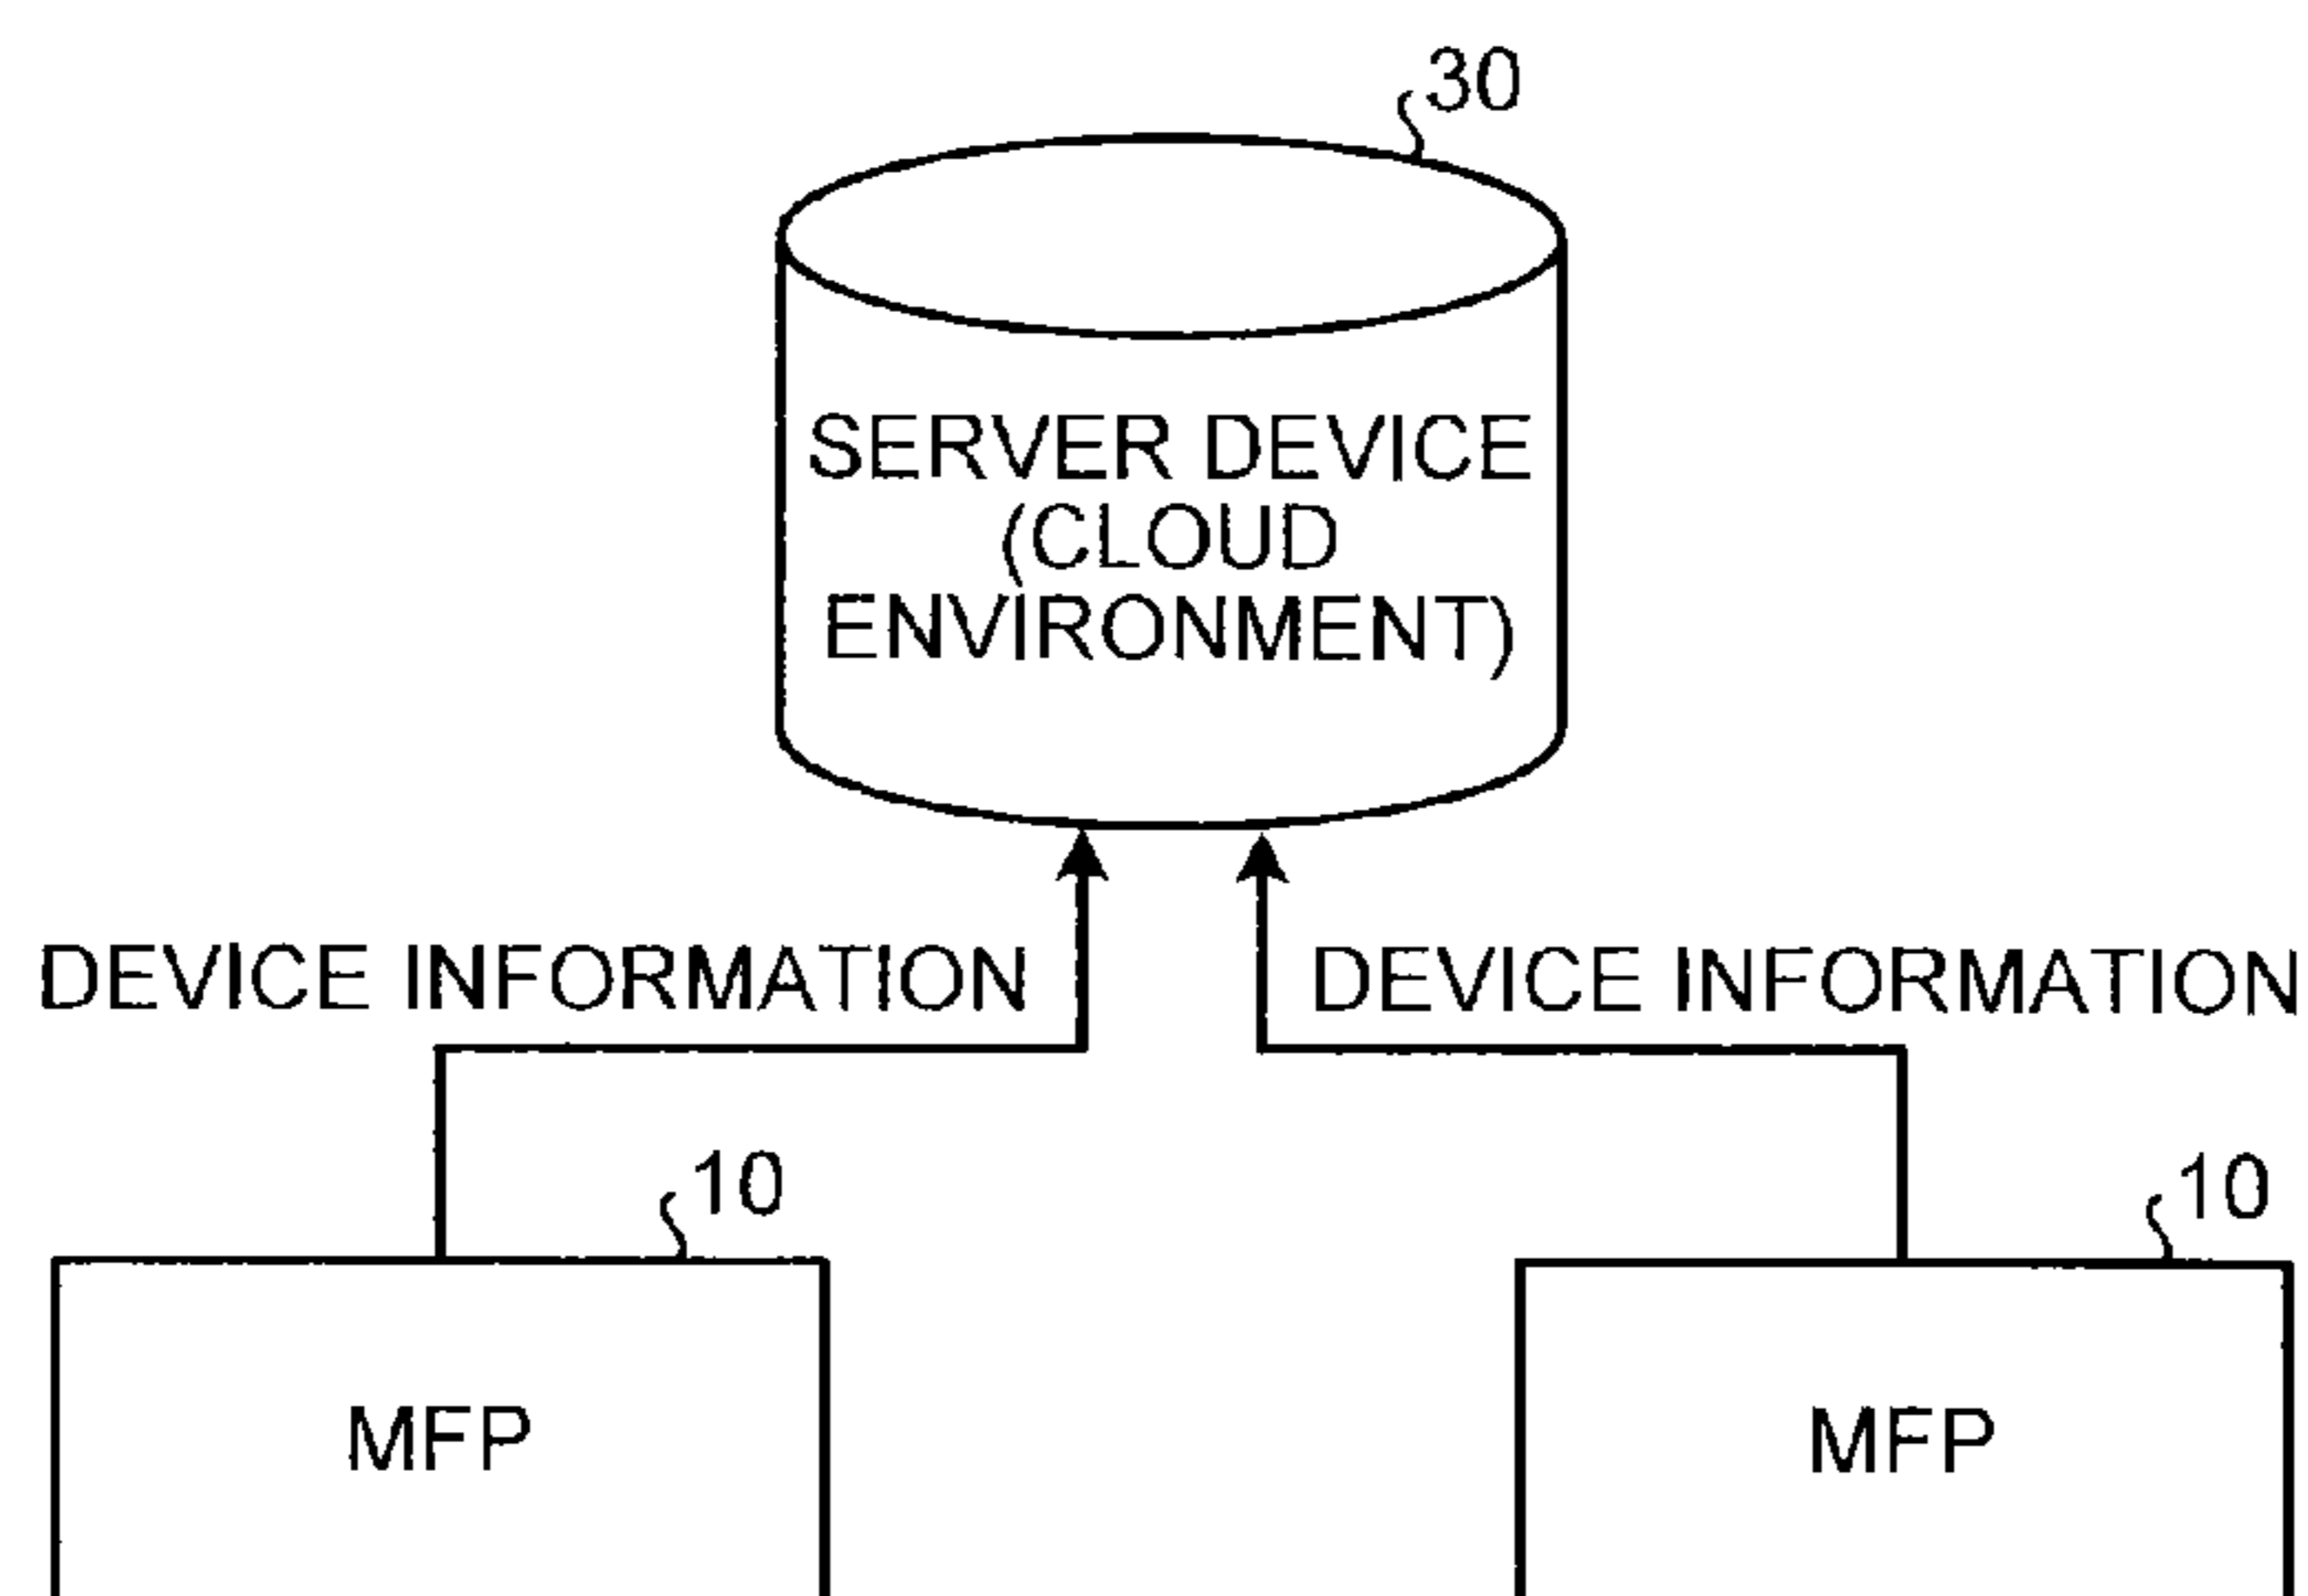 30
SERVER DEVICE
(CLOUD
ENVIRONMENT)
DEVICE INFORMATION
DEVICE INFORMATION
10
10
MFP
MFP